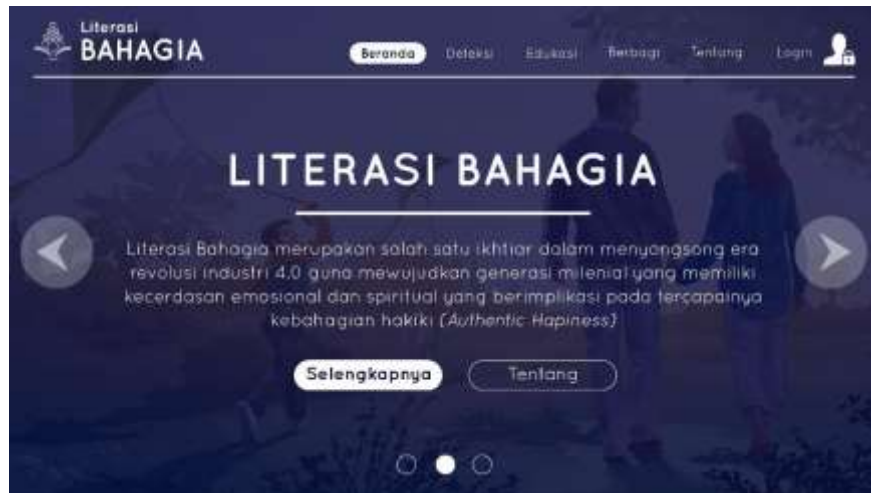 Literasi
BAHAGIA
Beranda Deteksi Edukasi Berbagi Tentang Login
LITERASI BAHAGIA
Literasi Bahagia merupakan salah satu ikhtiar dalam menyongsong era
revolusi industri 4.0 guna mewujudkan generasi milenial yang memiliki
kecerdasan emosional dan spiritual yang berimplikasi pada tercapainya
kebahagian hakiki (Authentic Hapiness)
Selengkapnya Tentang